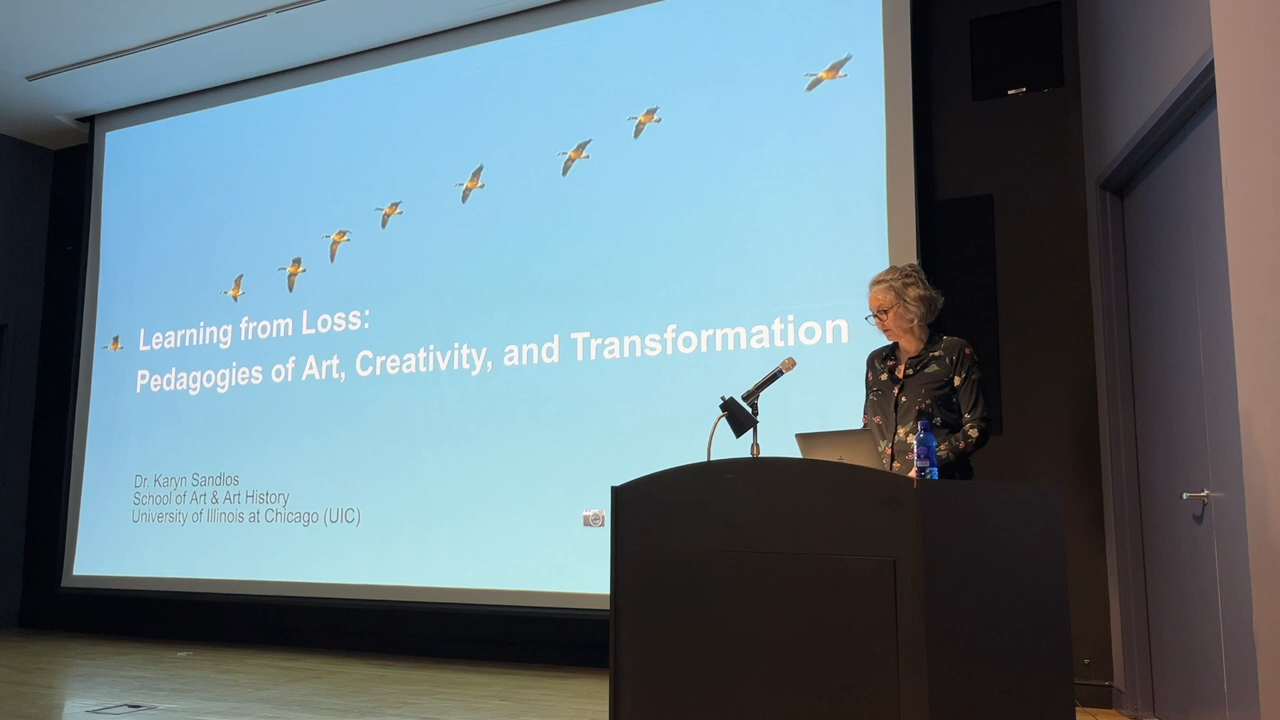 Learning from Loss:
Pedagogies of Art, Creativity, and Transformation
Dr. Karyn Sandlos
School of Art & Art History
University of Illinois at Chicago (UIC)